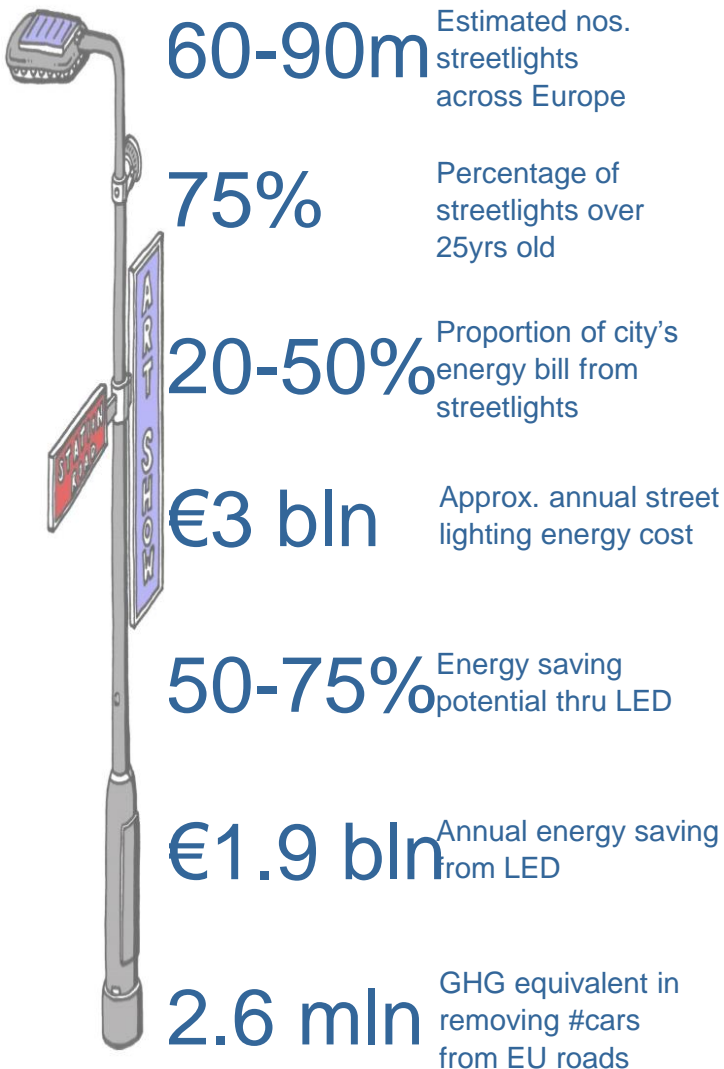 60-90m
Estimated nos.
streetlights
across Europe
75%
Percentage of
streetlights over
25yrs old
ART SHOW
20-50%
Proportion of city's
energy bill from
streetlights
STATION
ROAD
€3 bln
Approx. annual street
lighting energy cost
50-75%
Energy saving
potential thru LED
€1.9 bln
Annual energy saving
from LED
2.6 mln
GHG equivalent in
removing #cars
from EU roads